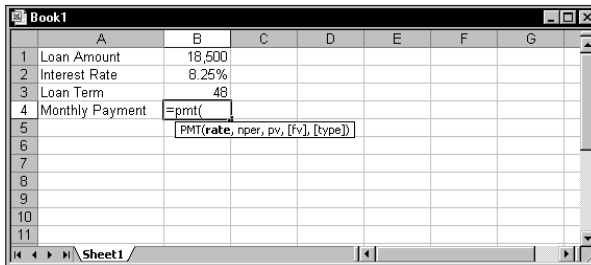 Book1
A B C D E F G
1 Loan Amount 18,500
2 Interest Rate 8.25%
3 Loan Term 48
4 Monthly Payment =pmt(
5 PMT(rate, nper, pv, [fv], [type])
6
7
8
9
10
11
Sheet1